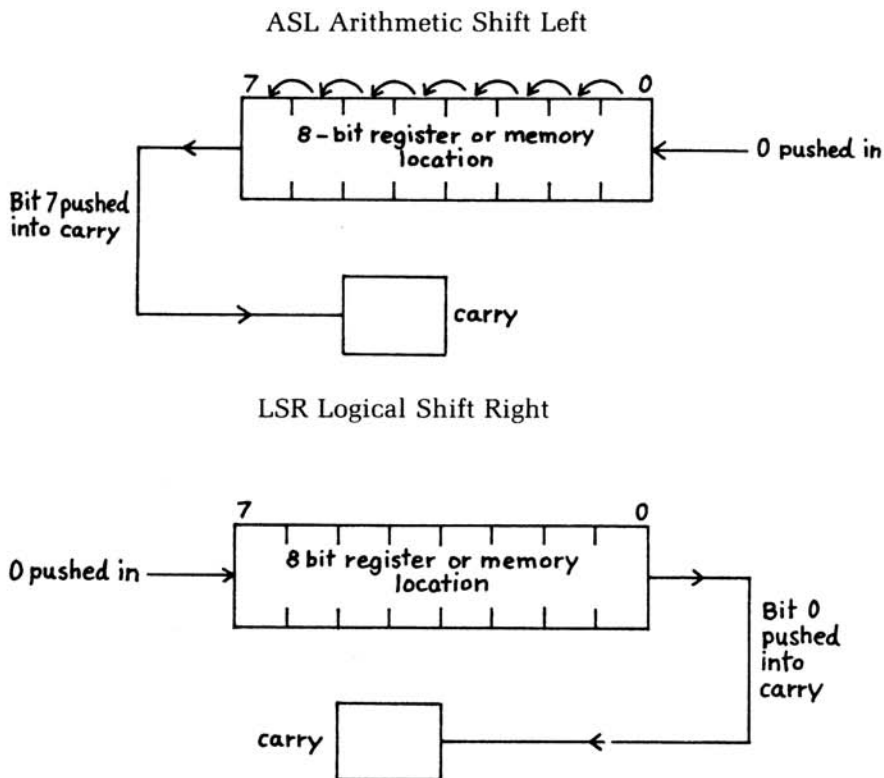 ASL Arithmetic Shift Left
7 0
8-bit register or memory
location
0 pushed in
Bit 7 pushed
into carry
carry
LSR Logical Shift Right
7 0
0 pushed in
8 bit register or memory
location
Bit 0
pushed
into
carry
carry